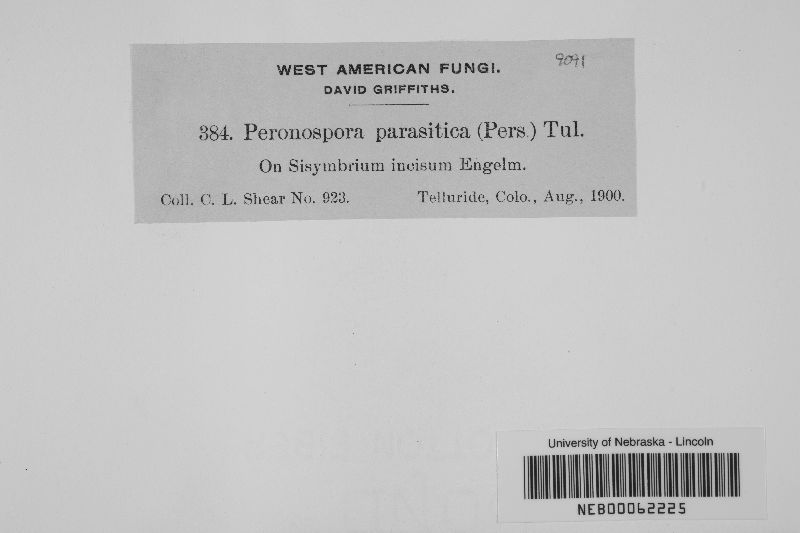 WEST AMERICAN FUNGI.
9091
DAVID GRIFFITHS.
384. Peronospora parasitica (Pers.) Tul.
On Sisymbrium incisum Engelm.
Coll. C. L. Shear No. 923. Telluride, Colo., Aug., 1900.
University of Nebraska - Lincoln
NEB00062225